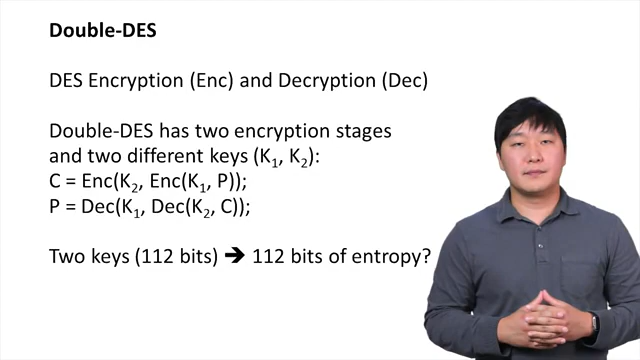 Double-DES
DES Encryption (Enc) and Decryption (Dec)
Double-DES has two encryption stages
and two different keys (K₁, K₂):
C = Enc(K₂, Enc(K₁, P));
P = Dec(K₁, Dec(K₂, C));
Two keys (112 bits) ➔ 112 bits of entropy?